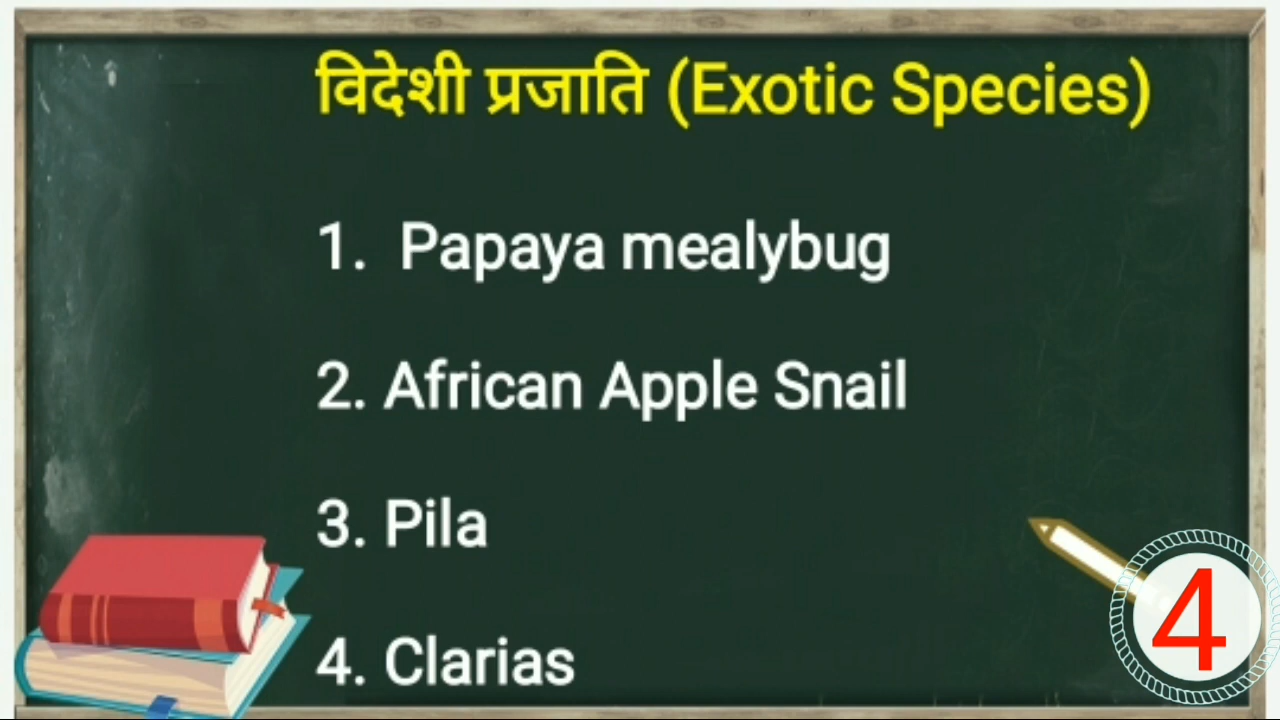 विदेशी प्रजाति (Exotic Species)
1. Papaya mealybug
2. African Apple Snail
3. Pila
4. Clarias
4